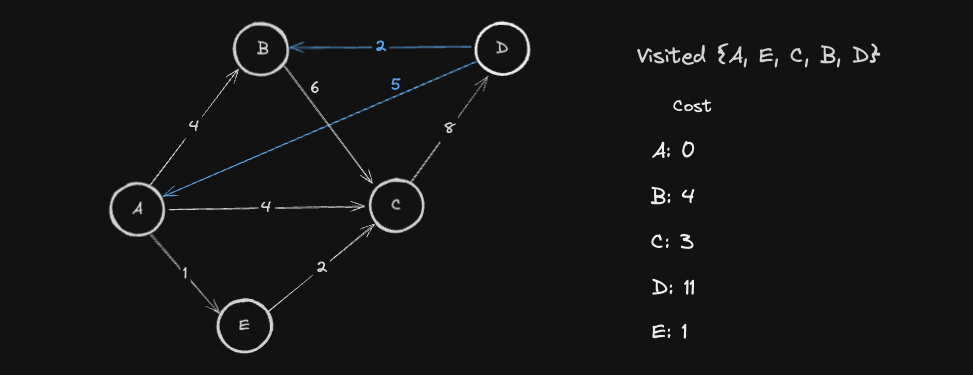 B
2
D
Visited {A, E, C, B, D}
6
5
Cost
4
8
A: 0
B: 4
A
4
C
C: 3
1
2
D: 11
E
E: 1